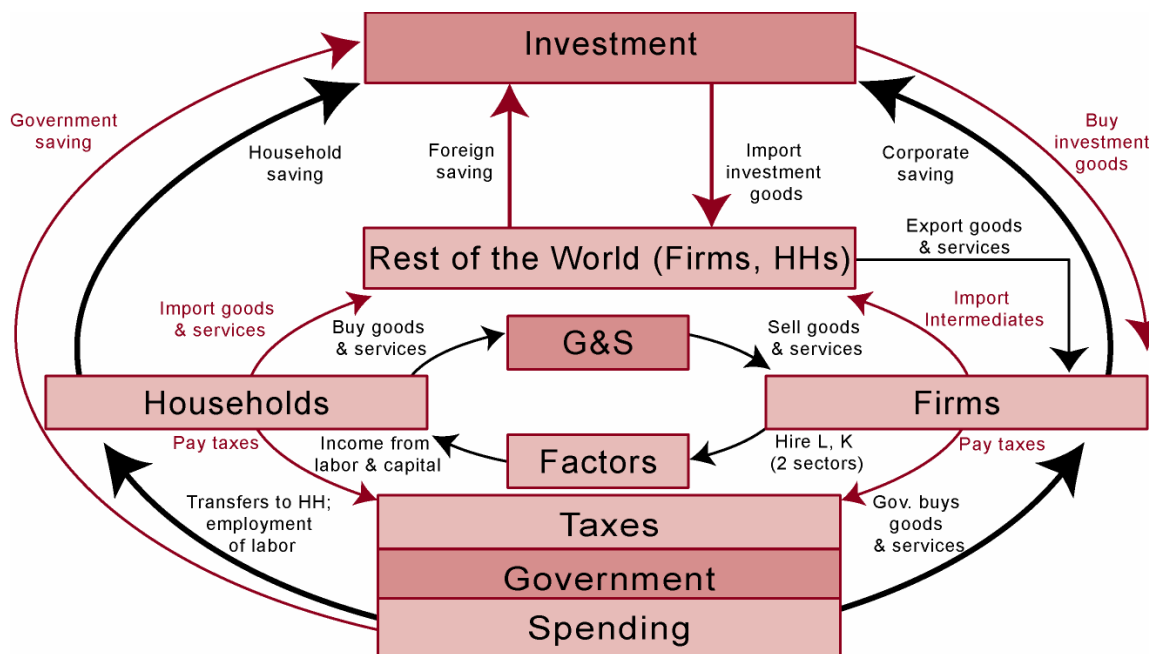 Investment
Government
saving
Household
saving
Foreign
saving
Import
investment
goods
Corporate
saving
Buy
investment
goods
Export goods
& services
Rest of the World (Firms, HHs)
Import goods
& services
Buy goods
& services
G&S
Sell goods
& services
Import
Intermediates
Households
Firms
Pay taxes
Income from
labor & capital
Factors
Hire L, K
(2 sectors)
Pay taxes
Transfers to HH;
employment
of labor
Taxes
Gov. buys
goods
& services
Government
Spending